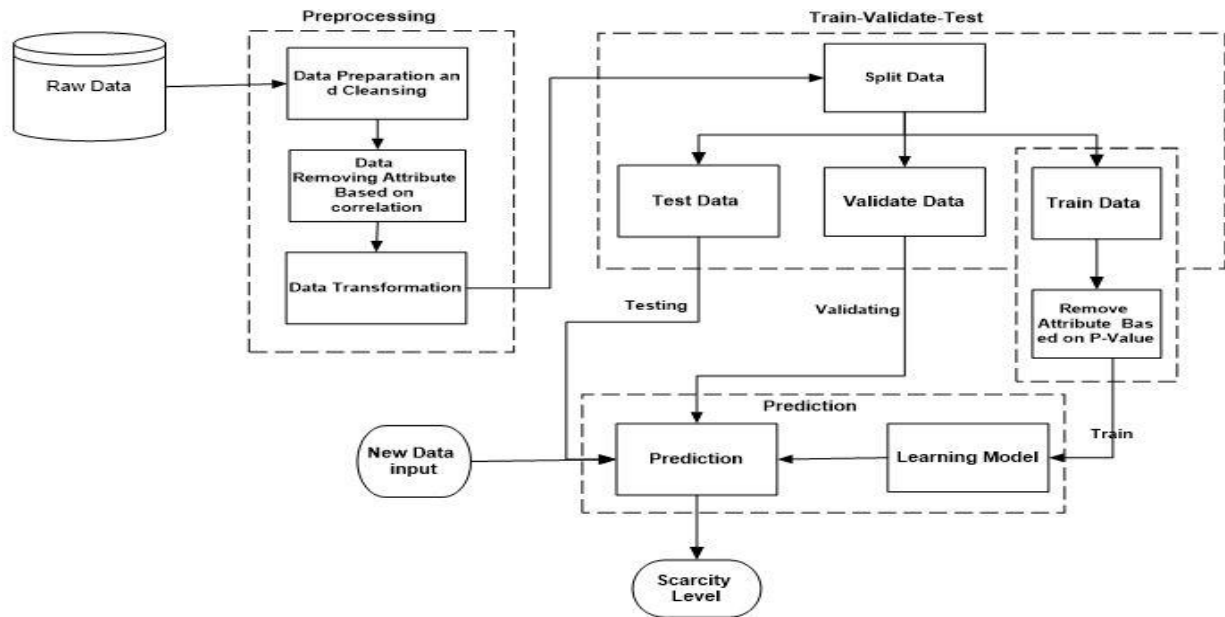 Preprocessing
Train-Validate-Test
Raw Data
Data Preparation an
d Cleansing
Data
Removing Attribute
Based on
correlation
Data Transformation
Split Data
Test Data
Validate Data
Train Data
Remove
Attribute Bas
ed on P-Value
Testing
Validating
Train
Prediction
New Data
input
Prediction
Learning Model
Scarcity
Level